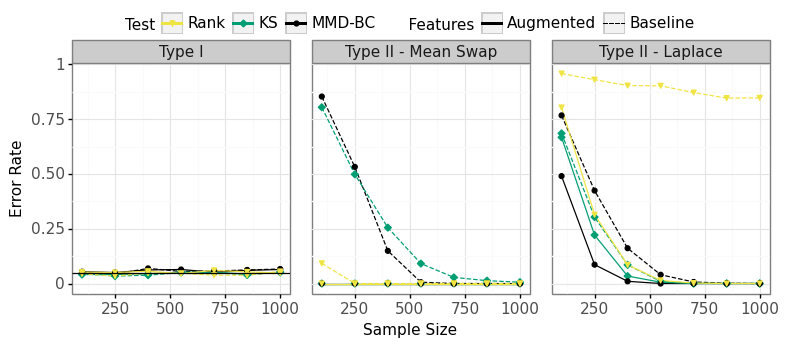 Test Rank KS MMD-BC Features Augmented Baseline
Type I Type II - Mean Swap Type II - Laplace
1
0.75
0.50
0.25
0
Error Rate
250 500 750 1000 250 500 750 1000 250 500 750 1000
Sample Size